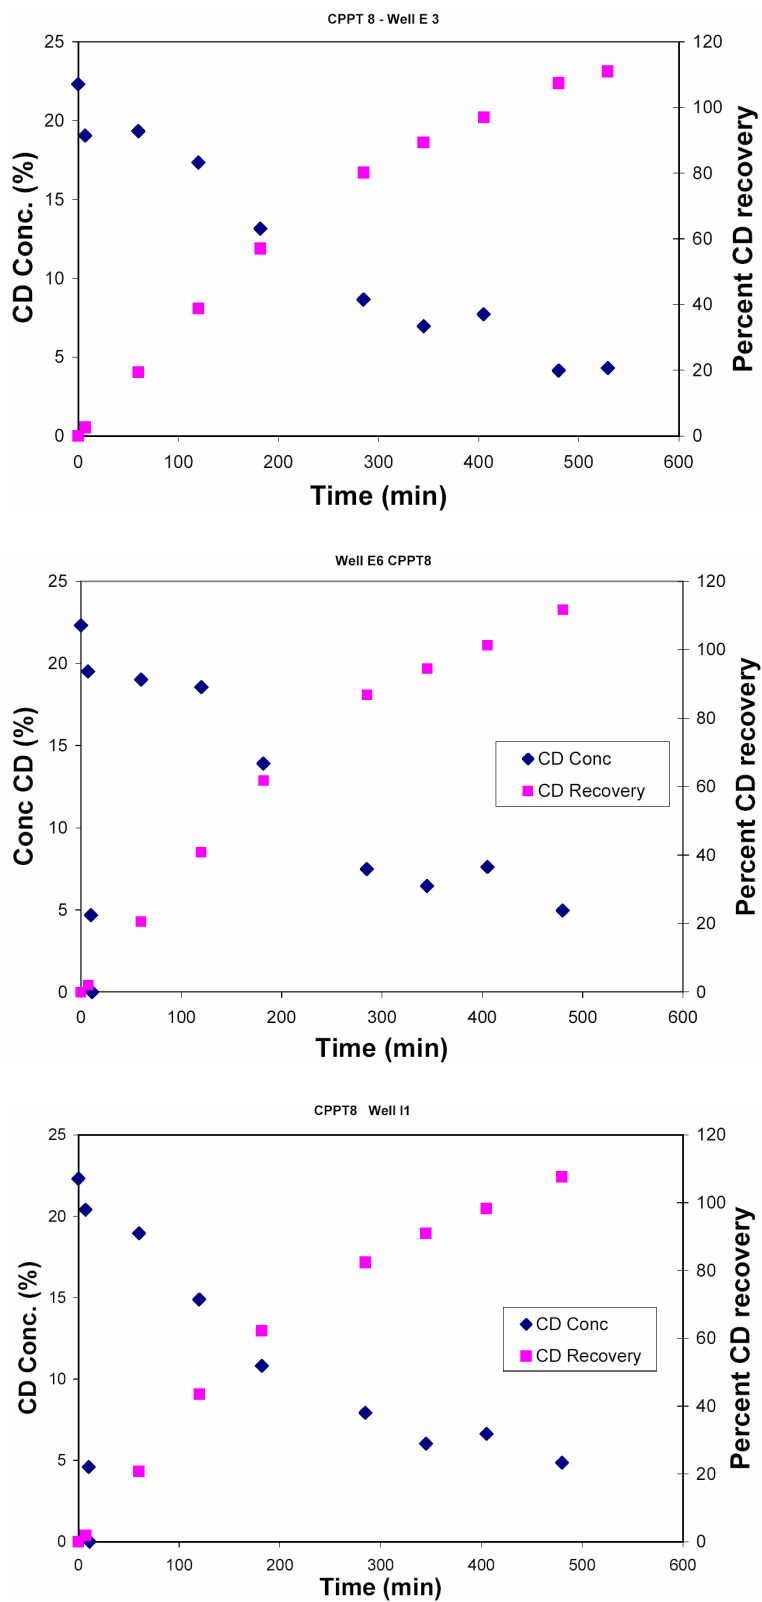 CPPT 8 - Well E 3
25
20
15
10
5
0
120
100
80
60
40
20
0
CD Conc. (%)
Percent CD recovery
0 100 200 300 400 500 600
Time (min)
Well E6 CPPT8
25
20
15
10
5
0
120
100
80
60
40
20
0
Conc CD (%)
Percent CD recovery
CD Conc
CD Recovery
0 100 200 300 400 500 600
Time (min)
CPPT8 Well I1
25
20
15
10
5
0
120
100
80
60
40
20
0
CD Conc. (%)
Percent CD recovery
CD Conc
CD Recovery
0 100 200 300 400 500 600
Time (min)